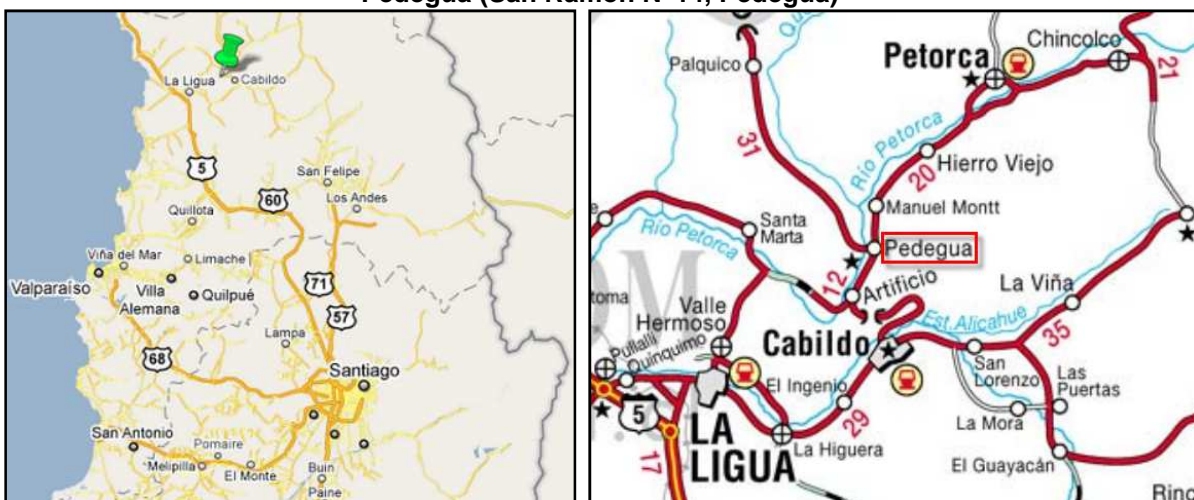 Pedegua (San Ramón Pedegua)
La Ligua
Cabildo
5
San Felipe
60
Los Andes
Quillota
Viña del Mar
Limache
Valparaíso
Villa
Alemana
Quilpué
71
57
Lampa
68
Santiago
San Antonio
Pomaire
Melipilla
El Monte
Buin
Paine
Palquico
Petorca
Chincolco
21
31
Río Petorca
20
Hierro Viejo
Manuel Montt
Santa
Marta
Río Petorca
Pedegua
12
Artificio
La Viña
Valle
Hermoso
Est. Alicahue
Cabildo
35
Pullalli
Quinquimo
San
Lorenzo
Las
Puertas
El Ingenio
La Mora
5
29
LA
LIGUA
La Higuera
El Guayacán
17